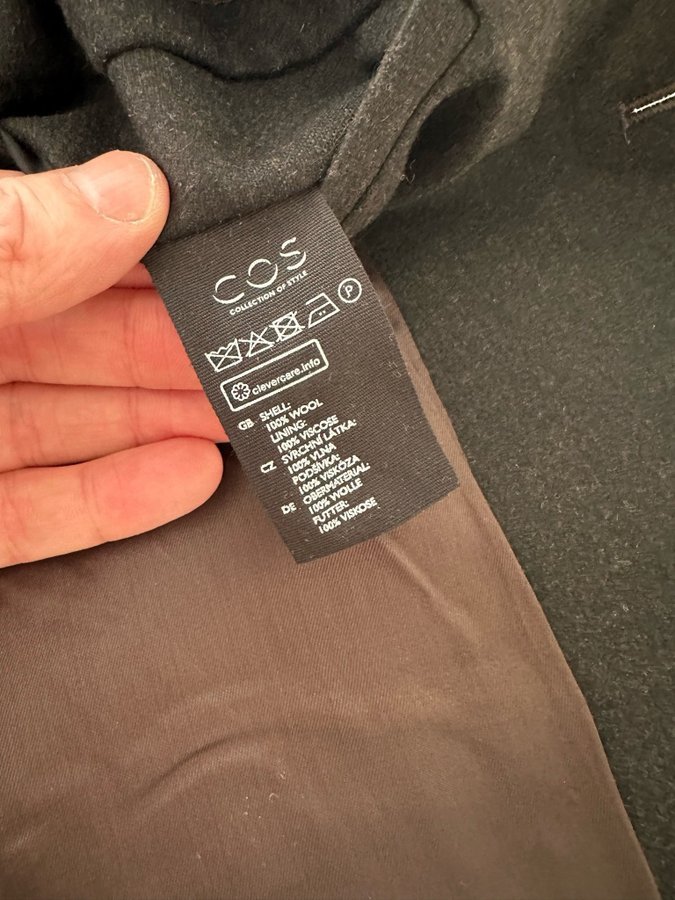 COS
COLLECTION OF STYLE
P
clevercare.info
GB SHELL:
100% WOOL
LINING:
100% VISCOSE
CZ SVRCHNÍ LÁTKA:
100% VLNA
PODŠÍVKA:
100% VISKÓZA
DE OBERMATERIAL:
100% WOLLE
FUTTER:
100% VISKOSE